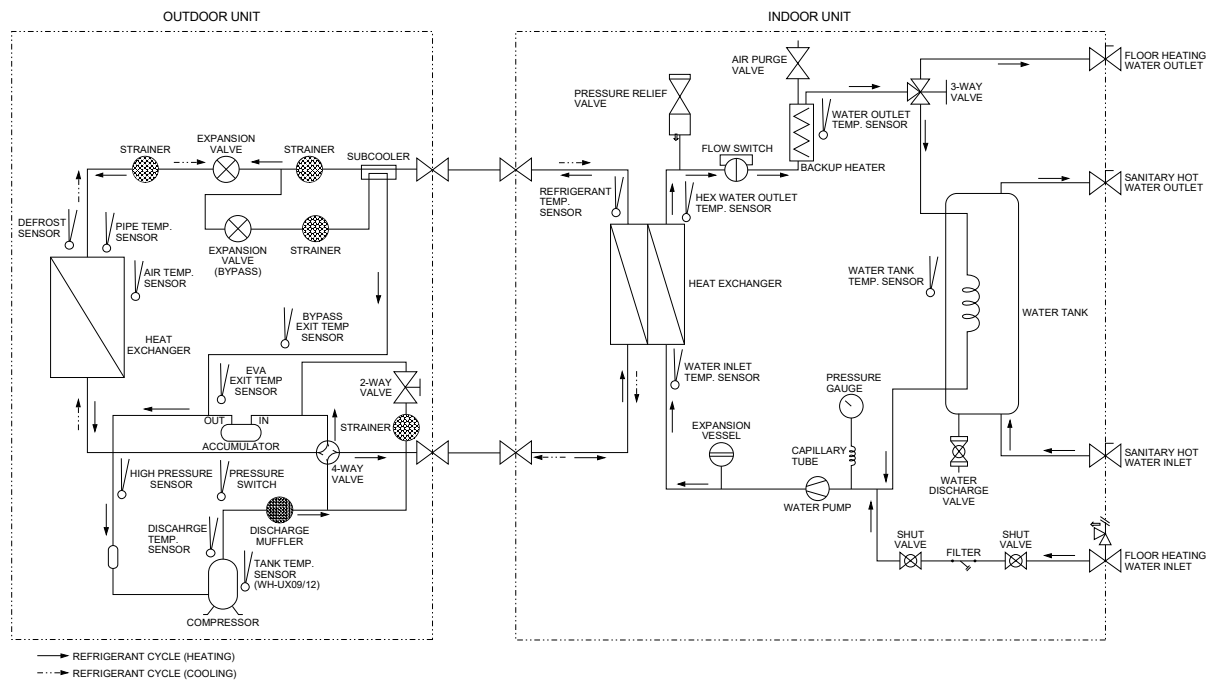 OUTDOOR UNIT
INDOOR UNIT
FLOOR HEATING
WATER OUTLET
AIR PURGE
VALVE
PRESSURE RELIEF
VALVE
3-WAY
VALVE
WATER OUTLET
TEMP. SENSOR
FLOW SWITCH
BACKUP HEATER
STRAINER
EXPANSION
VALVE
STRAINER
SUBCOOLER
SANITARY HOT
WATER OUTLET
REFRIGERANT
TEMP.
SENSOR
HEX WATER OUTLET
TEMP. SENSOR
DEFROST
SENSOR
PIPE TEMP.
SENSOR
EXPANSION
VALVE
(BYPASS)
STRAINER
AIR TEMP.
SENSOR
WATER TANK
TEMP. SENSOR
HEAT EXCHANGER
WATER TANK
BYPASS
EXIT TEMP
SENSOR
HEAT
EXCHANGER
EVA
EXIT TEMP
SENSOR
2-WAY
VALVE
WATER INLET
TEMP. SENSOR
PRESSURE
GAUGE
OUT
IN
ACCUMULATOR
STRAINER
EXPANSION
VESSEL
CAPILLARY
TUBE
SANITARY HOT
WATER INLET
HIGH PRESSURE
SENSOR
PRESSURE
SWITCH
4-WAY
VALVE
WATER
DISCHARGE
VALVE
WATER PUMP
DISCAHRGE
TEMP.
SENSOR
DISCHARGE
MUFFLER
SHUT
VALVE
FILTER
SHUT
VALVE
FLOOR HEATING
WATER INLET
TANK TEMP.
SENSOR
(WH-UX09/12)
COMPRESSOR
REFRIGERANT CYCLE (HEATING)
REFRIGERANT CYCLE (COOLING)